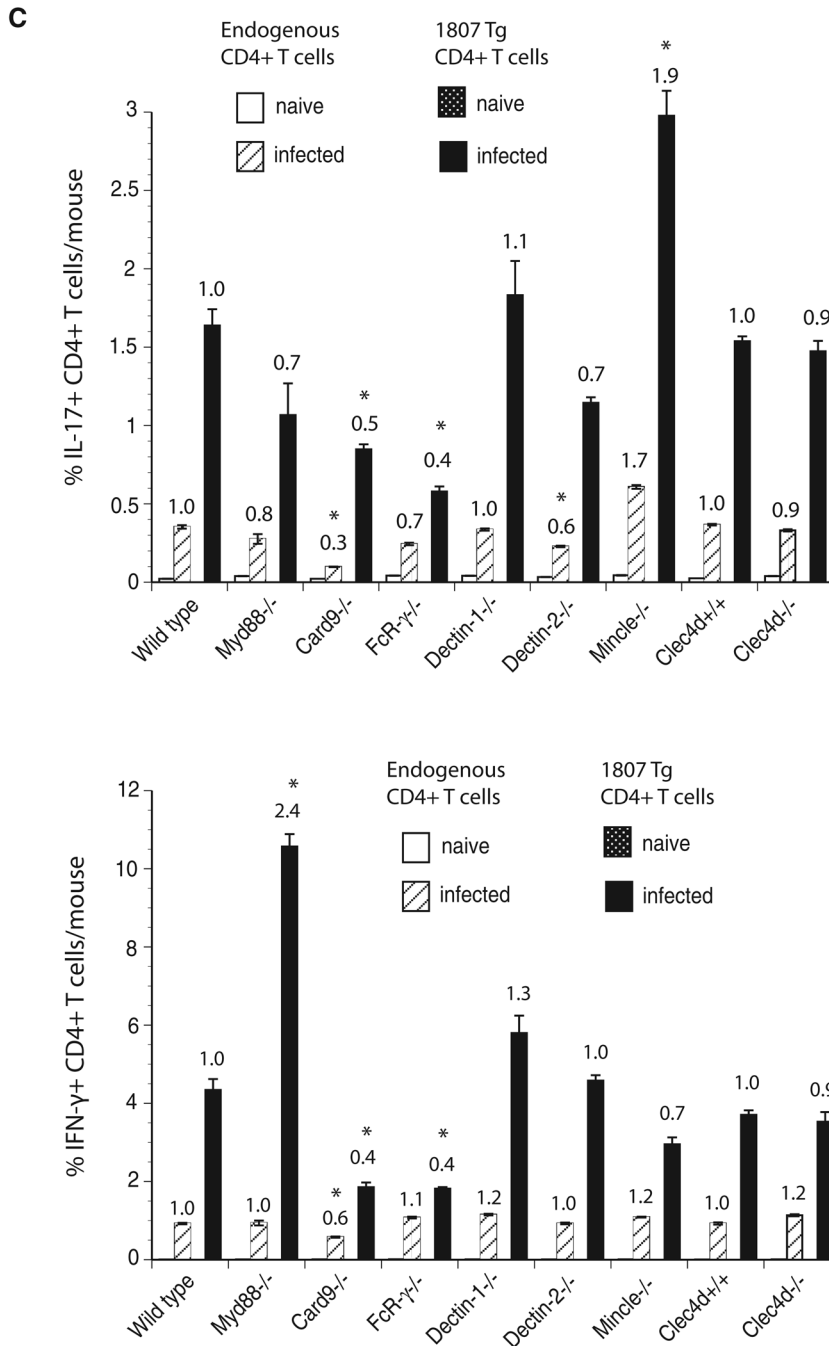 C
Endogenous
CD4+ T cells
naive
infected
1807 Tg
CD4+ T cells
naive
infected
% IL-17+ CD4+ T cells/mouse
3
2.5
2
1.5
1
0.5
0
1.0
1.0
0.8
0.7
*
0.3
*
0.5
0.7
*
0.4
1.0
1.1
*
0.6
0.7
1.7
*
1.9
1.0
1.0
0.9
0.9
Wild type
Myd88-/-
Card9-/-
FcR-γ-/-
Dectin-1-/-
Dectin-2-/-
Mincle-/-
Clec4d+/+
Clec4d-/-
Endogenous
CD4+ T cells
naive
infected
1807 Tg
CD4+ T cells
naive
infected
% IFN-γ+ CD4+ T cells/mouse
12
10
8
6
4
2
0
1.0
1.0
1.0
*
2.4
*
0.6
*
0.4
1.1
*
0.4
1.2
1.3
1.0
1.0
1.2
0.7
1.0
1.0
1.2
0.9
Wild type
Myd88-/-
Card9-/-
FcR-γ-/-
Dectin-1-/-
Dectin-2-/-
Mincle-/-
Clec4d+/+
Clec4d-/-